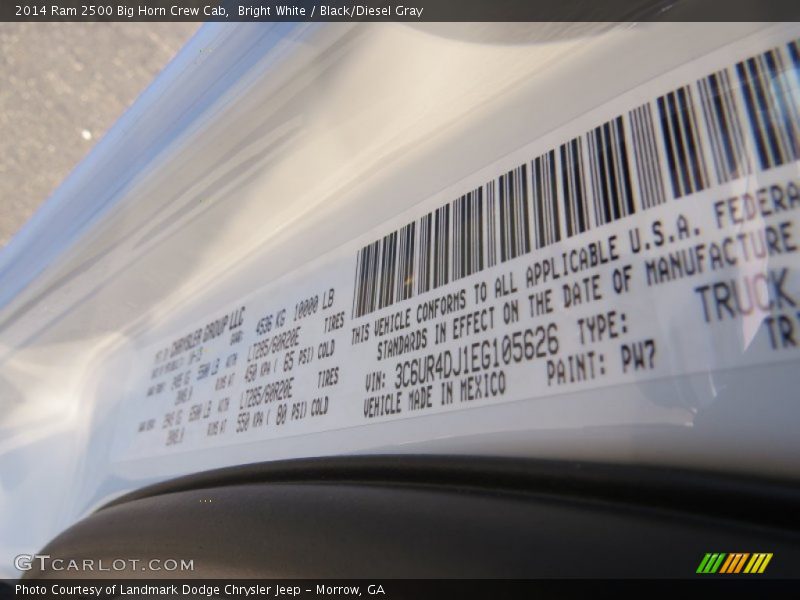 2014 Ram 2500 Big Horn Crew Cab,  Bright White / Black/Diesel Gray
CHRYSLER GROUP LLC
4536 KG 10000 LB
TIRES
LT285/60R20E
450 KPA ( 65 PSI) COLD
TIRES
LT285/60R20E
550 KPA ( 80 PSI) COLD
THIS VEHICLE CONFORMS TO ALL APPLICABLE U.S.A. FEDERA
STANDARDS IN EFFECT ON THE DATE OF MANUFACTURE
VIN: 3C6UR4DJ1EG105626 TYPE: TRUCK
VEHICLE MADE IN MEXICO PAINT: PW7 TR
GTCARLOT.COM
Photo Courtesy of Landmark Dodge Chrysler Jeep – Morrow, GA